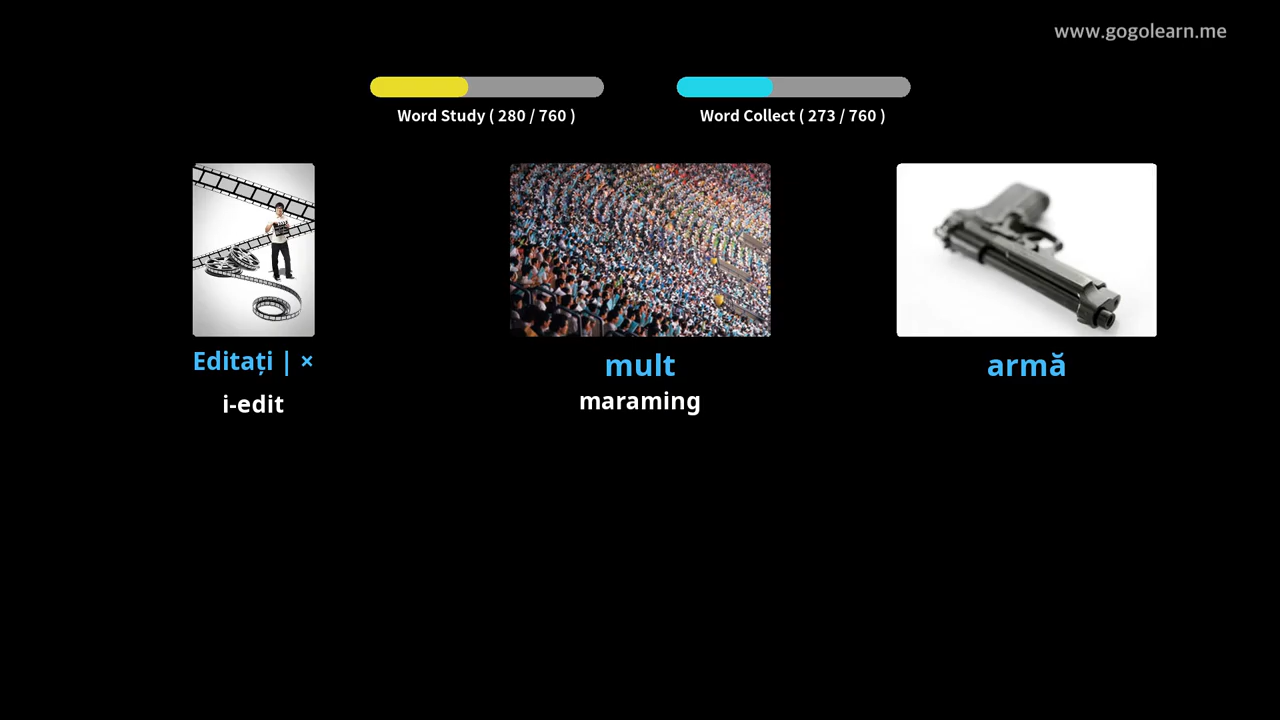 www.gogolearn.me
Word Study ( 280 / 760 )
Word Collect ( 273 / 760 )
Editați | ×
i-edit
mult
maraming
armă